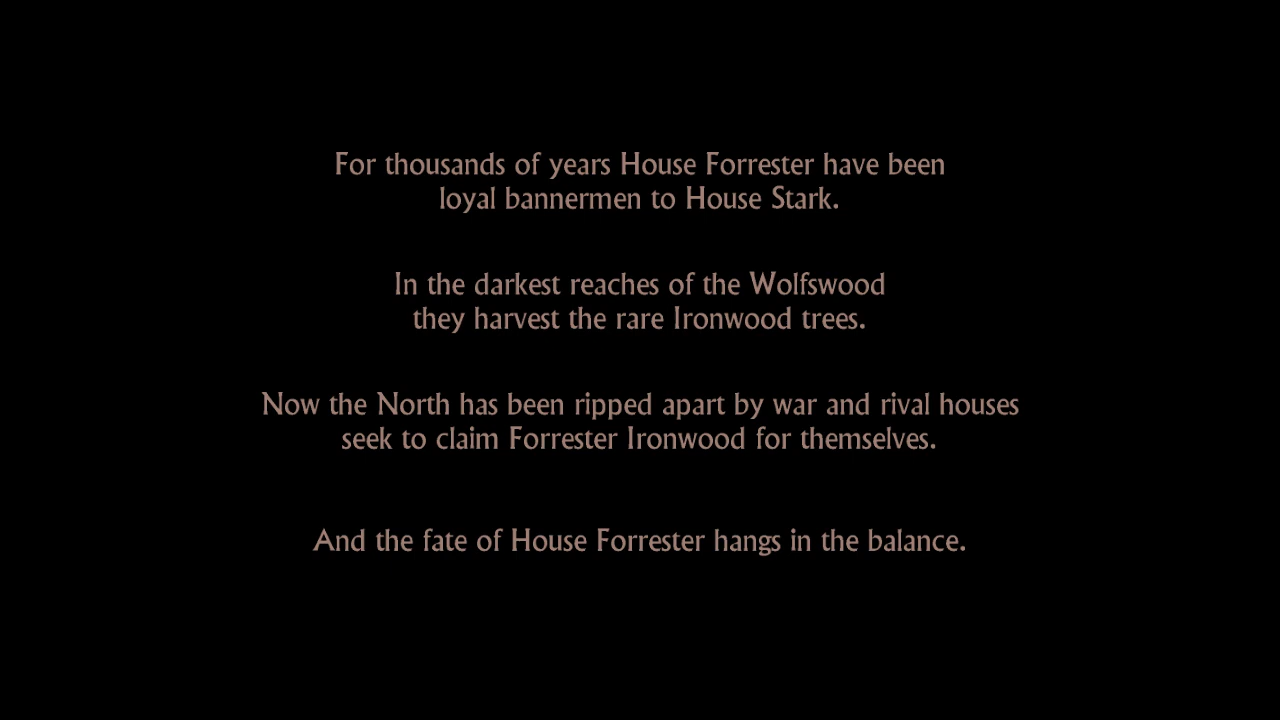 For thousands of years House Forrester have been
loyal bannermen to House Stark.
In the darkest reaches of the Wolfswood
they harvest the rare Ironwood trees.
Now the North has been ripped apart by war and rival houses
seek to claim Forrester Ironwood for themselves.
And the fate of House Forrester hangs in the balance.